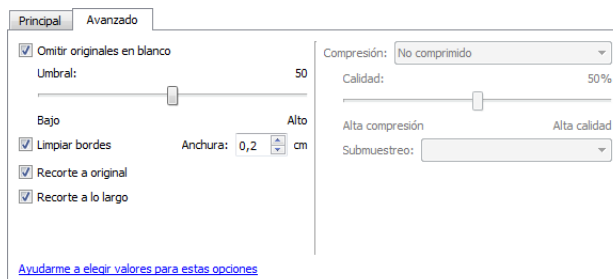 Principal Avanzado
Omitir originales en blanco
Umbral: 50
Bajo Alto
Limpiar bordes Anchura: 0,2 cm
Recorte a original
Recorte a lo largo
Ayudarme a elegir valores para estas opciones
Compresión: No comprimido
Calidad: 50%
Alta compresión Alta calidad
Submuestreo: